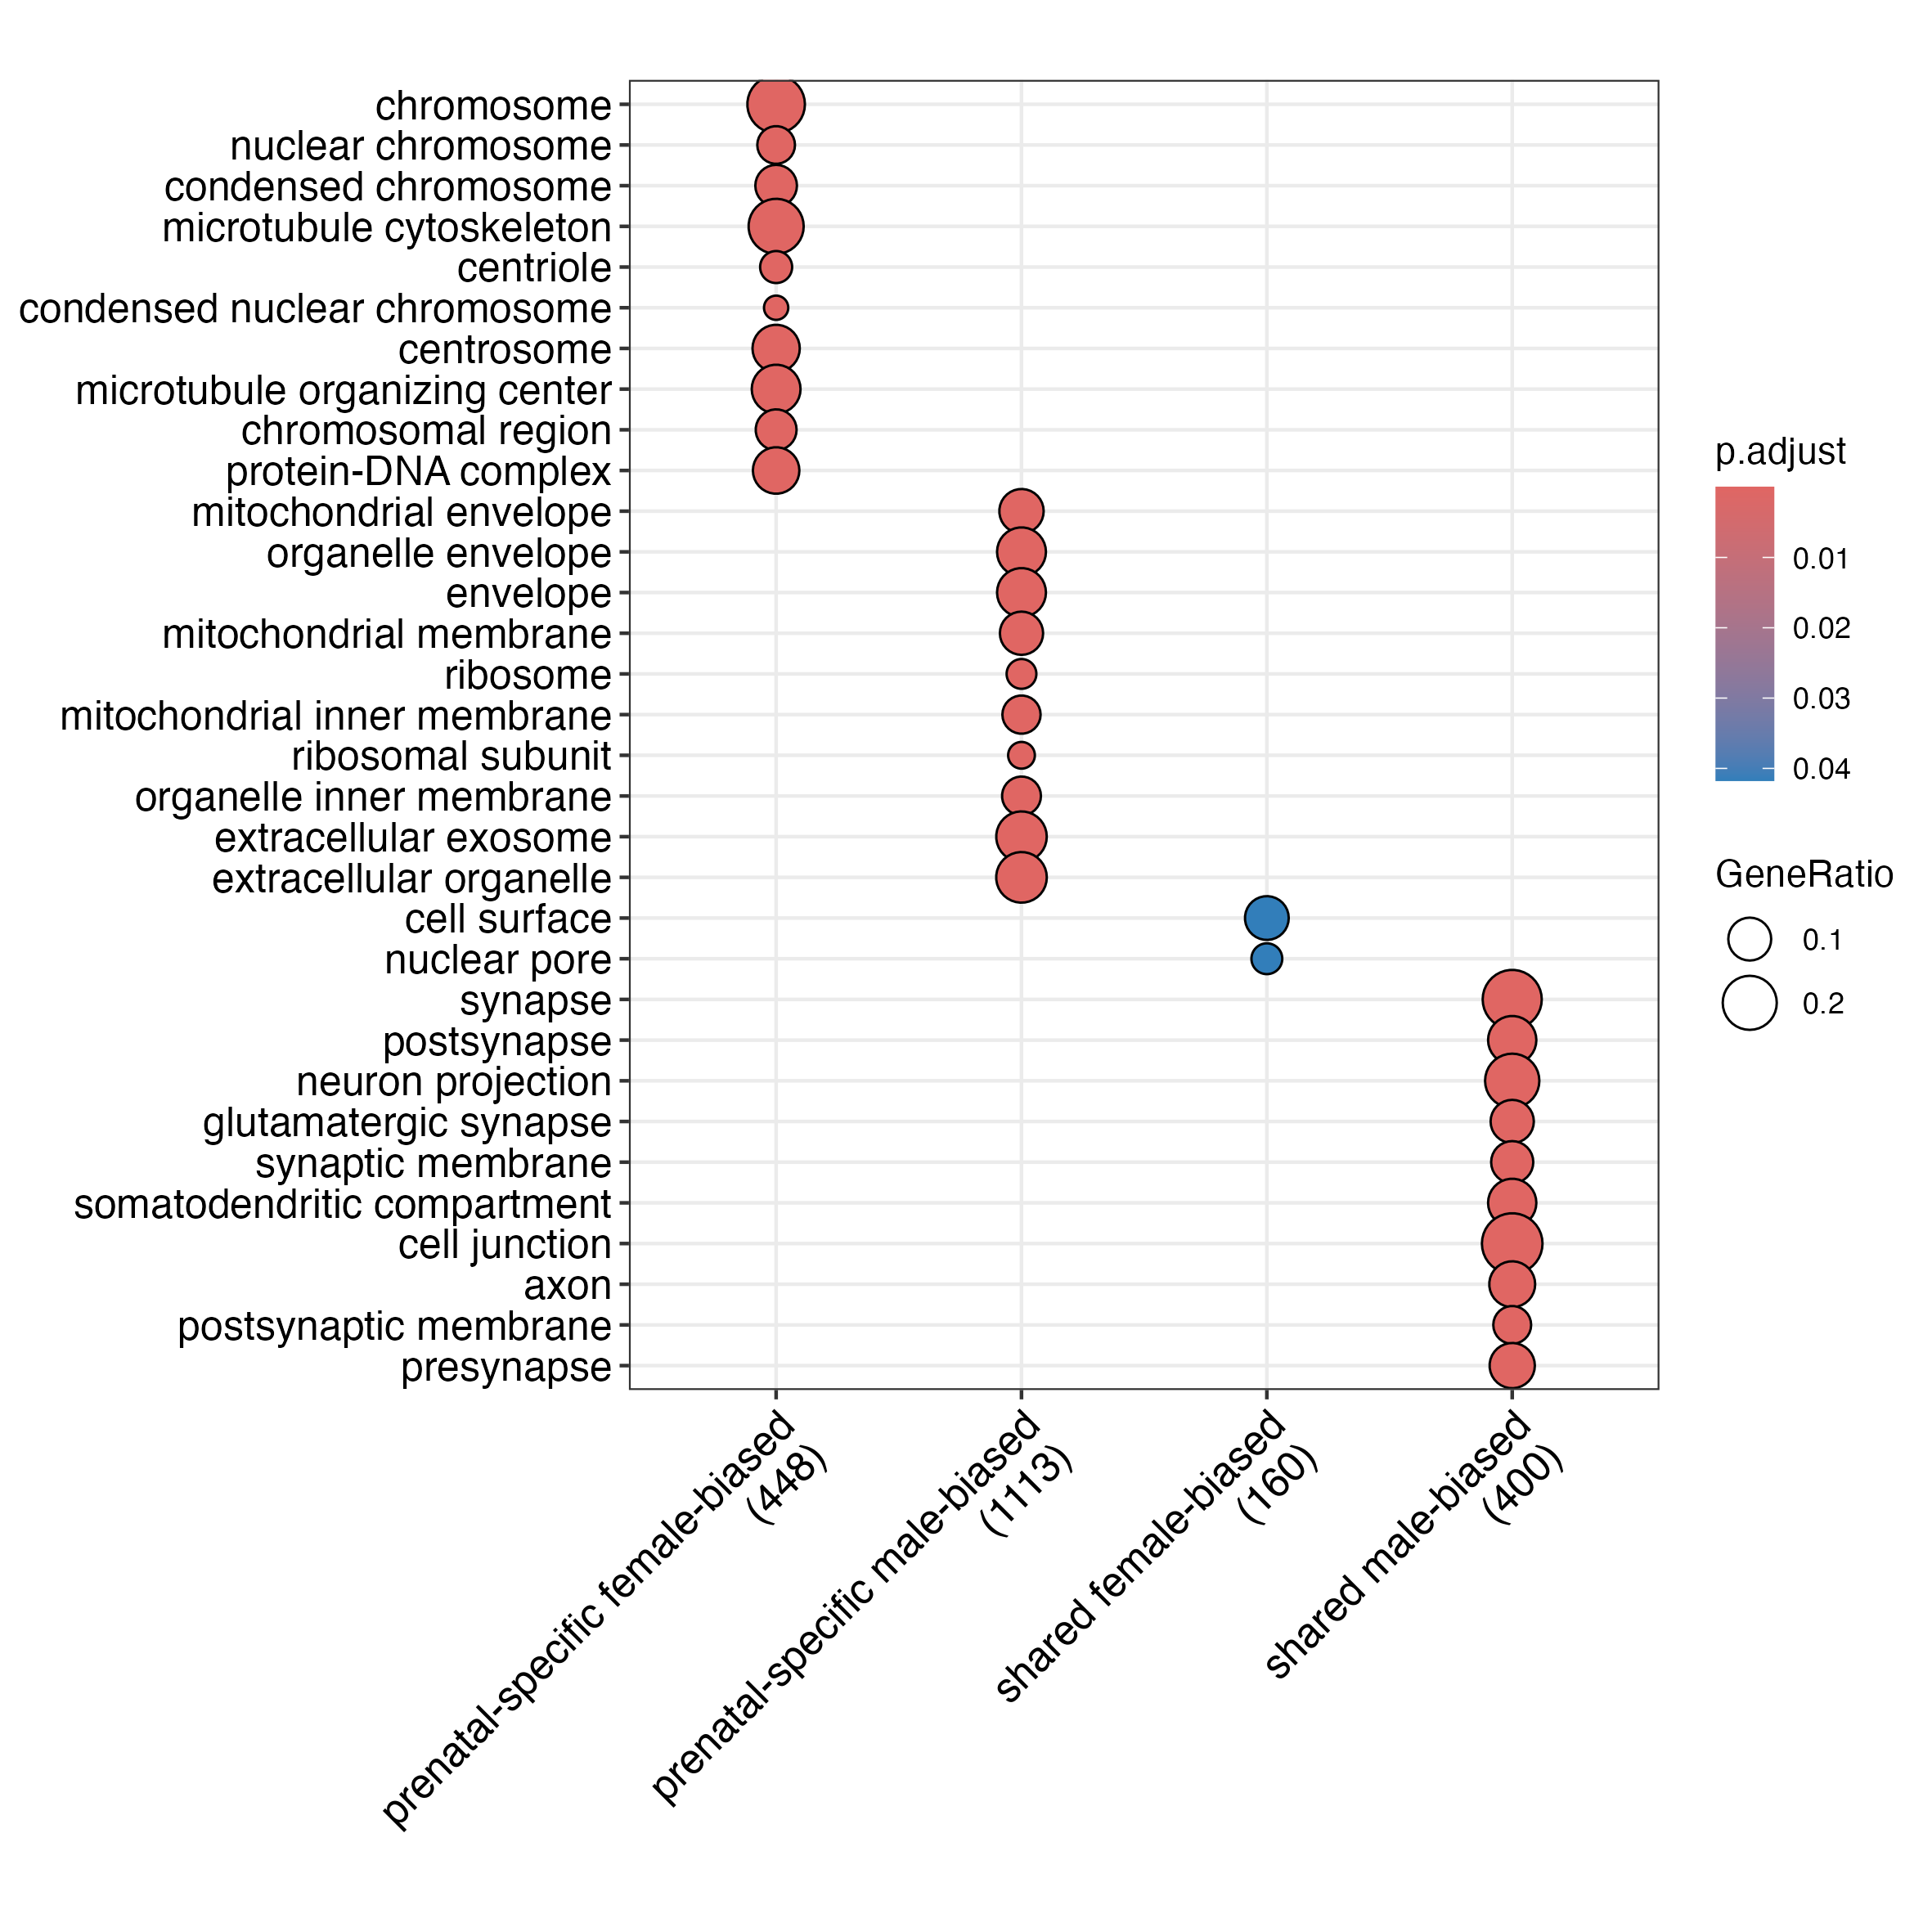 chromosome
nuclear chromosome
condensed chromosome
microtubule cytoskeleton
centriole
condensed nuclear chromosome
centrosome
microtubule organizing center
chromosomal region
protein-DNA complex
mitochondrial envelope
organelle envelope
envelope
mitochondrial membrane
ribosome
mitochondrial inner membrane
ribosomal subunit
organelle inner membrane
extracellular exosome
extracellular organelle
cell surface
nuclear pore
synapse
postsynapse
neuron projection
glutamatergic synapse
synaptic membrane
somatodendritic compartment
cell junction
axon
postsynaptic membrane
presynapse
prenatal-specific female-biased
(448)
prenatal-specific male-biased
(1113)
shared female-biased
(160)
shared male-biased
(400)
p.adjust
0.01
0.02
0.03
0.04
GeneRatio
0.1
0.2